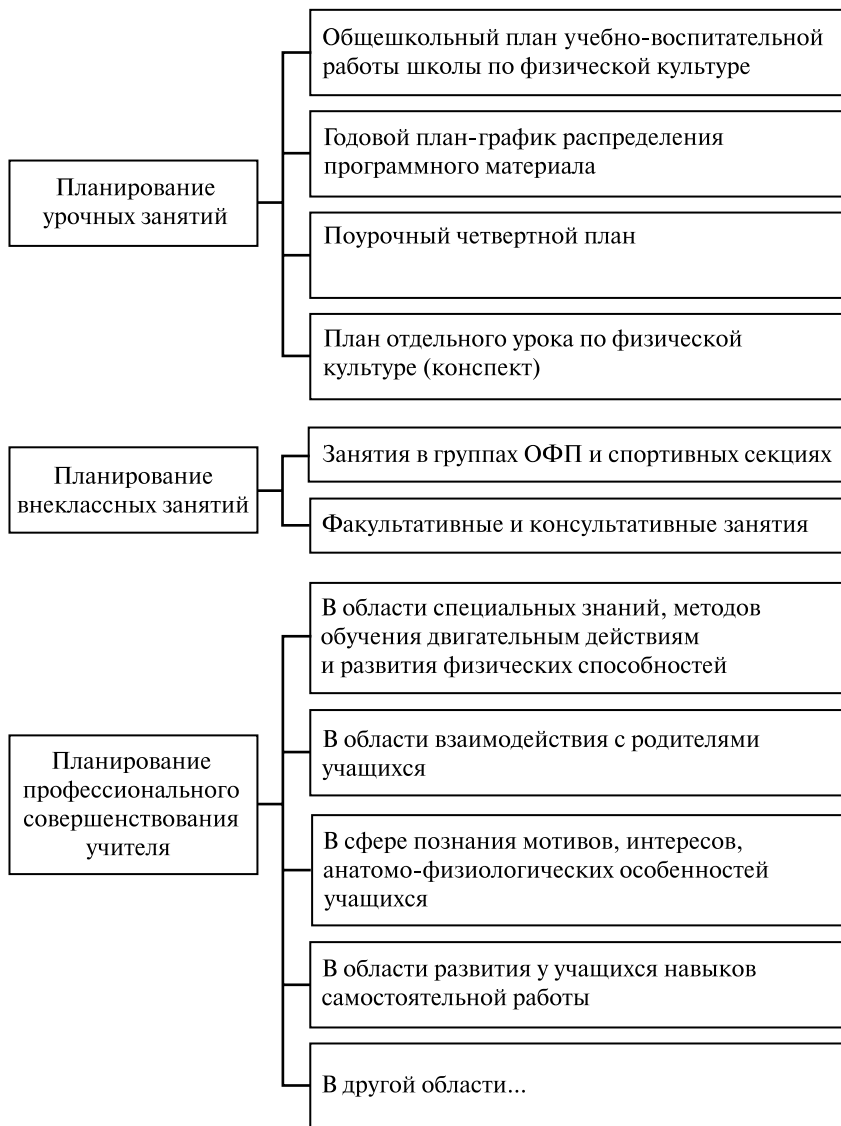 Планирование
урочных занятий
Общешкольный план учебно-воспитательной
работы школы по физической культуре
Годовой план-график распределения
программного материала
Поурочный четвертной план
План отдельного урока по физической
культуре (конспект)
Планирование
внеклассных занятий
Занятия в группах ОФП и спортивных секциях
Факультативные и консультативные занятия
Планирование
профессионального
совершенствования
учителя
В области специальных знаний, методов
обучения двигательным действиям
и развития физических способностей
В области взаимодействия с родителями
учащихся
В сфере познания мотивов, интересов,
анатомо-физиологических особенностей
учащихся
В области развития у учащихся навыков
самостоятельной работы
В другой области...